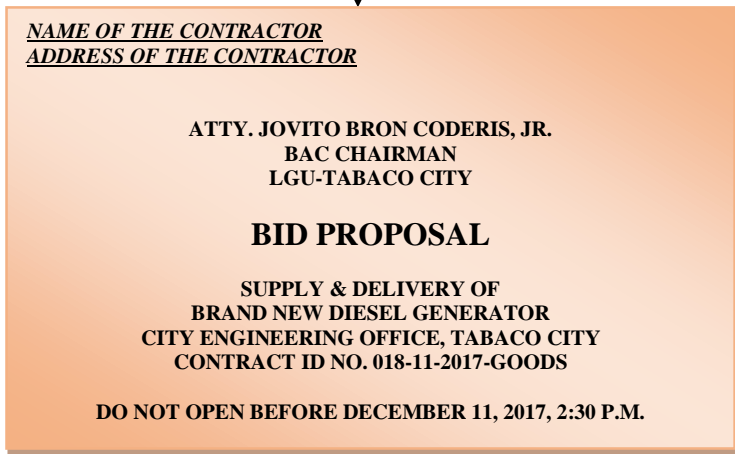 NAME OF THE CONTRACTOR
ADDRESS OF THE CONTRACTOR
ATTY. JOVITO BRON CODERIS, JR.
BAC CHAIRMAN
LGU-TABACO CITY
BID PROPOSAL
SUPPLY & DELIVERY OF
BRAND NEW DIESEL GENERATOR
CITY ENGINEERING OFFICE, TABACO CITY
CONTRACT ID NO. 018-11-2017-GOODS
DO NOT OPEN BEFORE DECEMBER 11, 2017, 2:30 P.M.